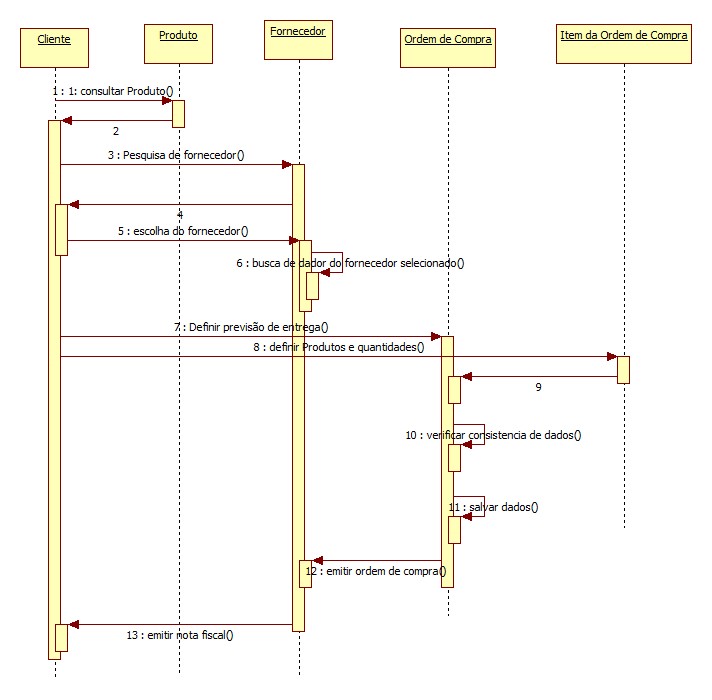 Cliente
Produto
Fornecedor
Ordem de Compra
Item da Ordem de Compra
1 : 1: consultar Produto()
2
3 : Pesquisa de fornecedor()
4
5 : escolha do fornecedor()
6 : busca de dador do fornecedor selecionado()
7 : Definir previsão de entrega()
8 : definir Produtos e quantidades()
9
10 : verificar consistencia de dados()
11 : salvar dados()
12 : emitir ordem de compra()
13 : emitir nota fiscal()